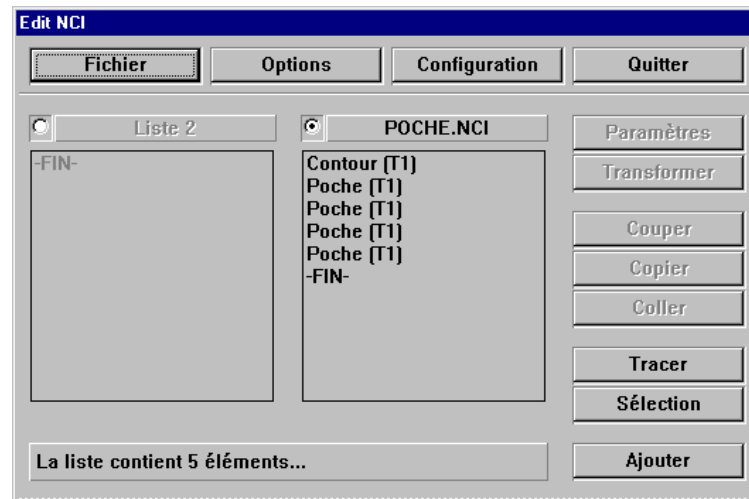 Edit NCI
Fichier
Options
Configuration
Quitter
Liste 2
POCHE.NCI
-FIN-
Contour (T1)
Poche (T1)
Poche (T1)
Poche (T1)
Poche (T1)
-FIN-
Paramètres
Transformer
Couper
Copier
Coller
Tracer
Sélection
Ajouter
La liste contient 5 éléments...